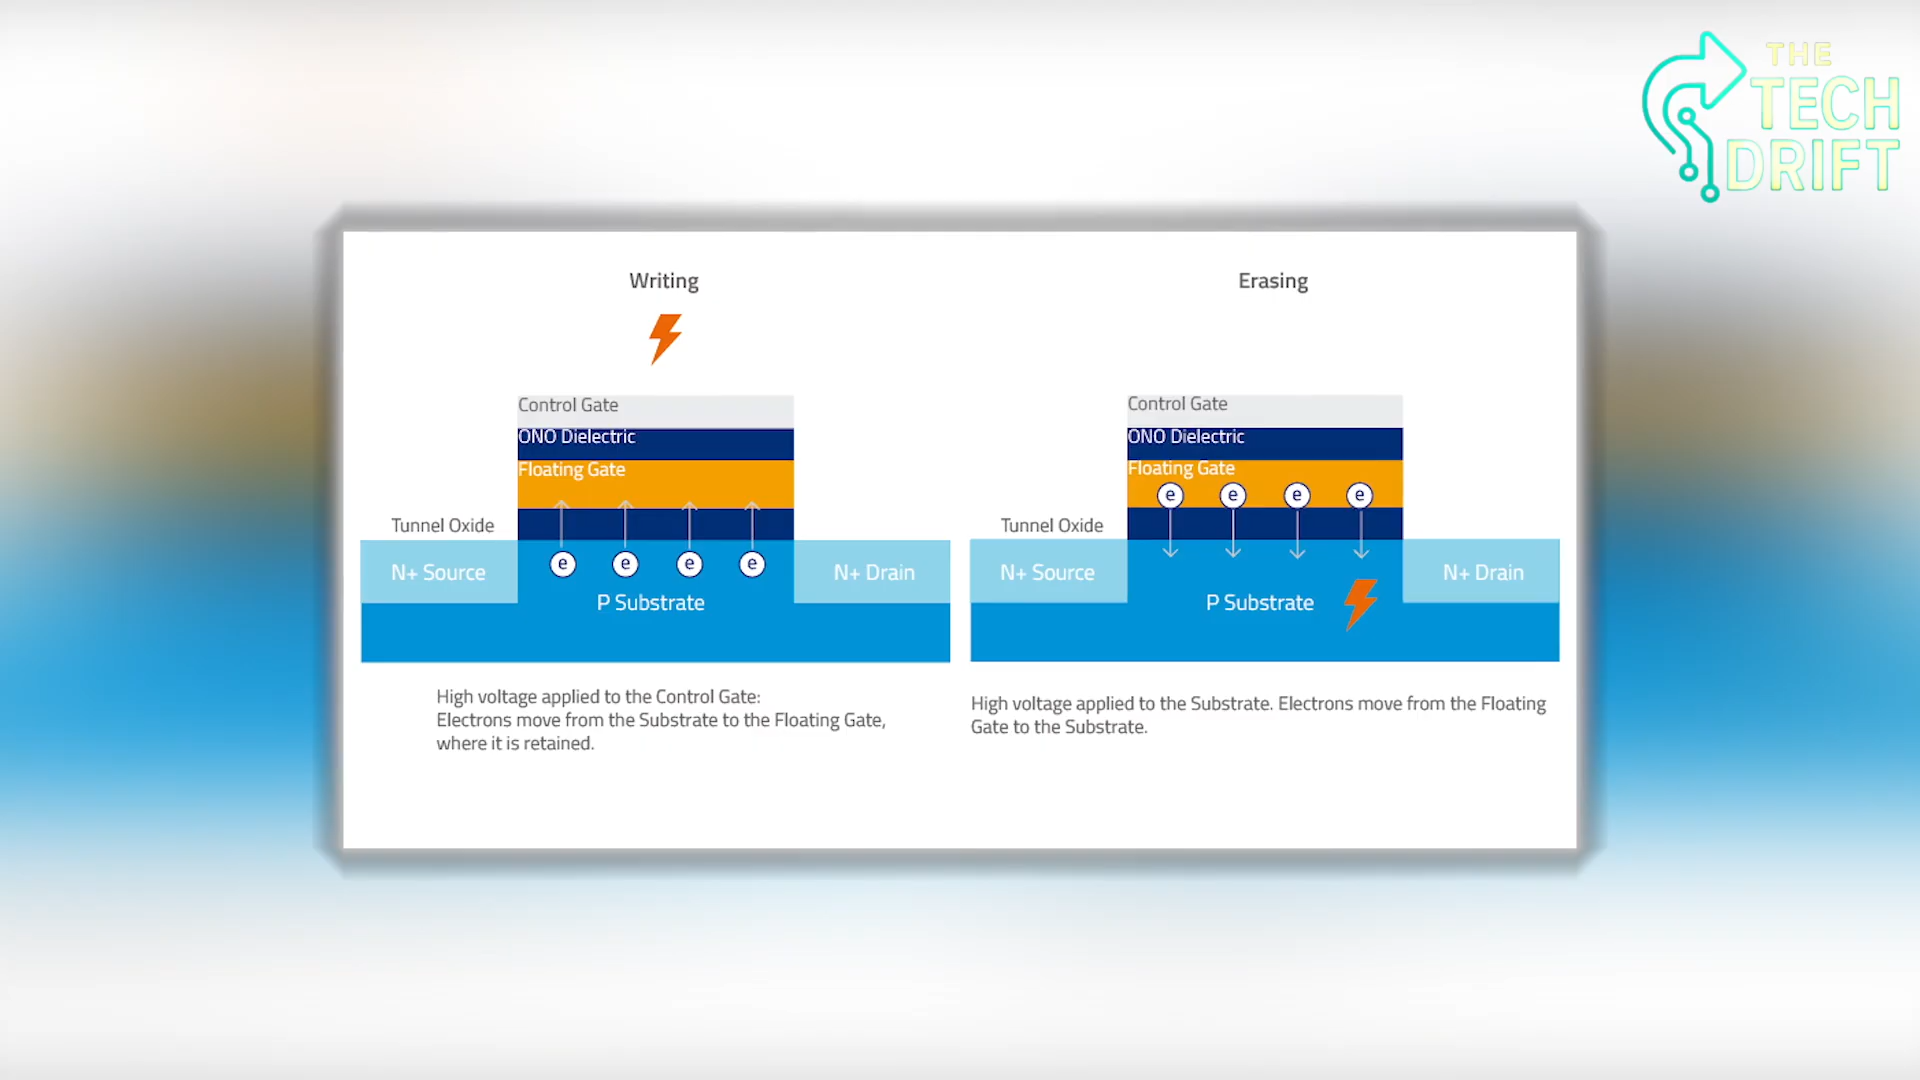 THE
TECH
DRIFT
Writing
Control Gate
ONO Dielectric
Floating Gate
Tunnel Oxide
e e e e
N+ Source
N+ Drain
P Substrate
High voltage applied to the Control Gate:
Electrons move from the Substrate to the Floating Gate,
where it is retained.
Erasing
Control Gate
ONO Dielectric
Floating Gate
e e e e
Tunnel Oxide
N+ Source
N+ Drain
P Substrate
High voltage applied to the Substrate. Electrons move from the Floating
Gate to the Substrate.